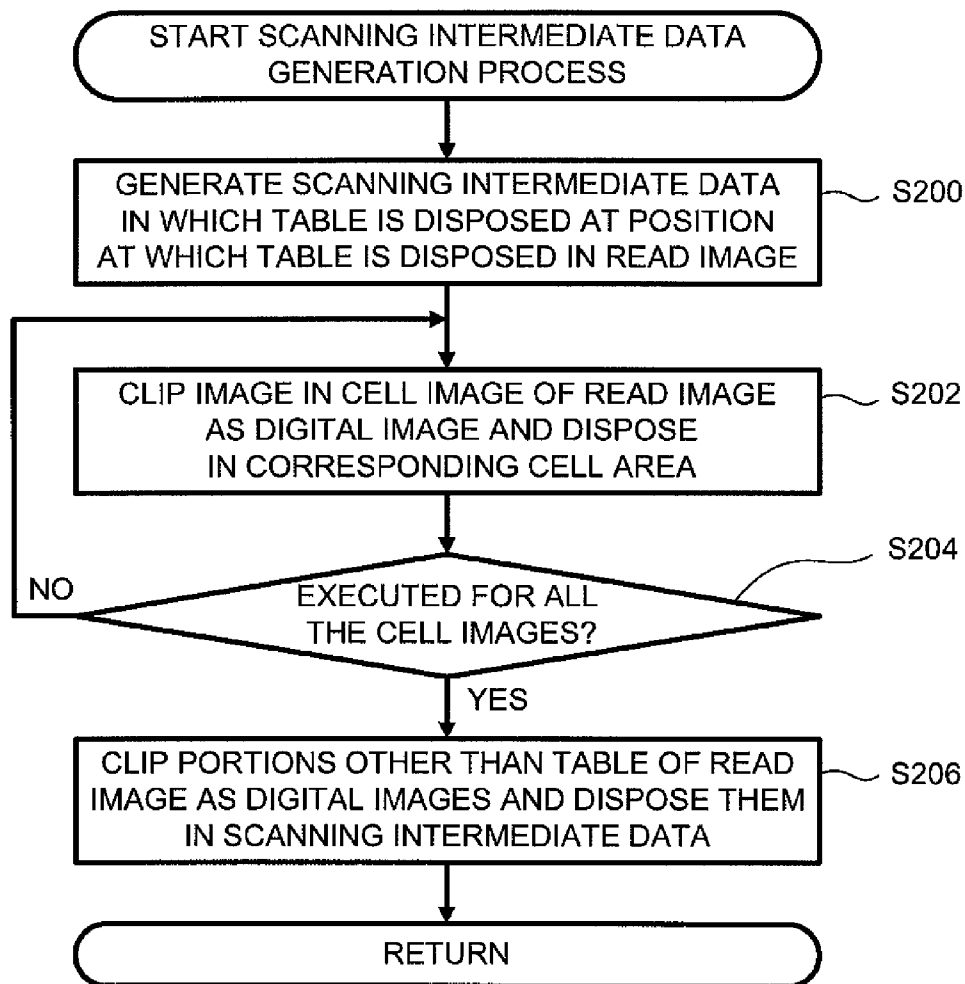 START SCANNING INTERMEDIATE DATA
GENERATION PROCESS
GENERATE SCANNING INTERMEDIATE DATA
IN WHICH TABLE IS DISPOSED AT POSITION
AT WHICH TABLE IS DISPOSED IN READ IMAGE
S200
CLIP IMAGE IN CELL IMAGE OF READ IMAGE
AS DIGITAL IMAGE AND DISPOSE
IN CORRESPONDING CELL AREA
S202
EXECUTED FOR ALL
THE CELL IMAGES?
S204
NO
YES
CLIP PORTIONS OTHER THAN TABLE OF READ
IMAGE AS DIGITAL IMAGES AND DISPOSE THEM
IN SCANNING INTERMEDIATE DATA
S206
RETURN